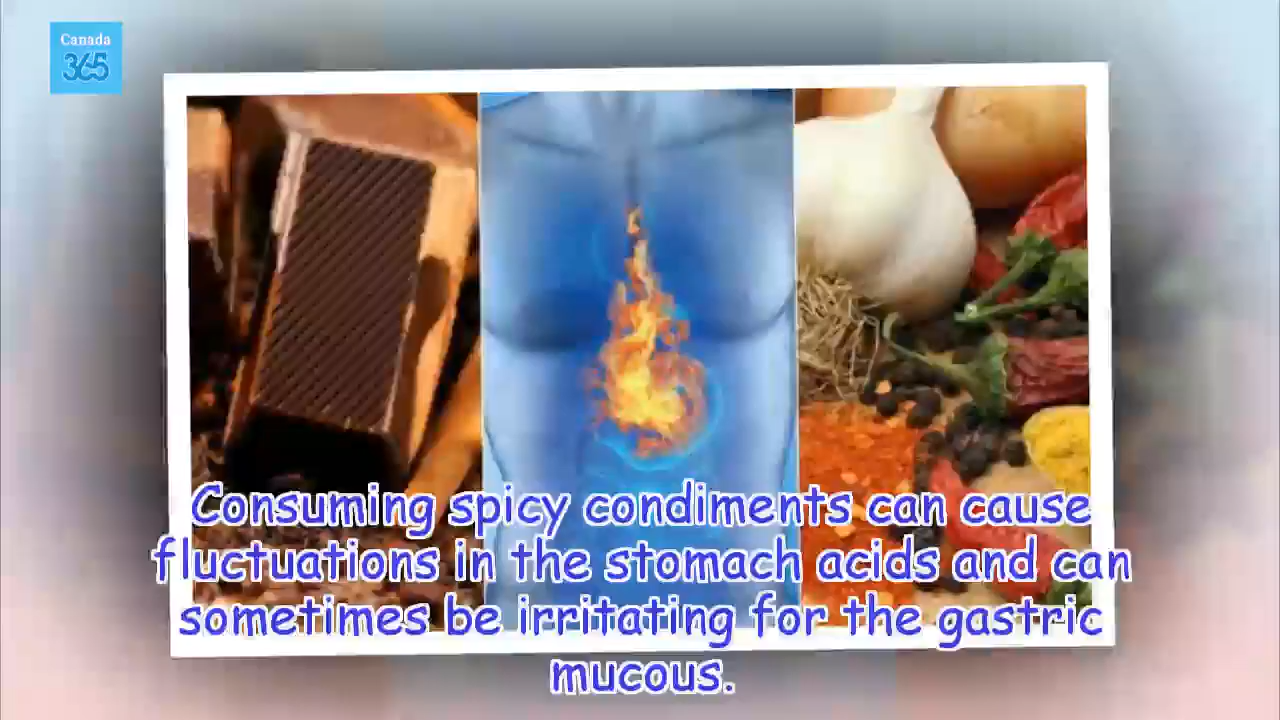 Canada
365
Consuming spicy condiments can cause
fluctuations in the stomach acids and can
sometimes be irritating for the gastric
mucous.